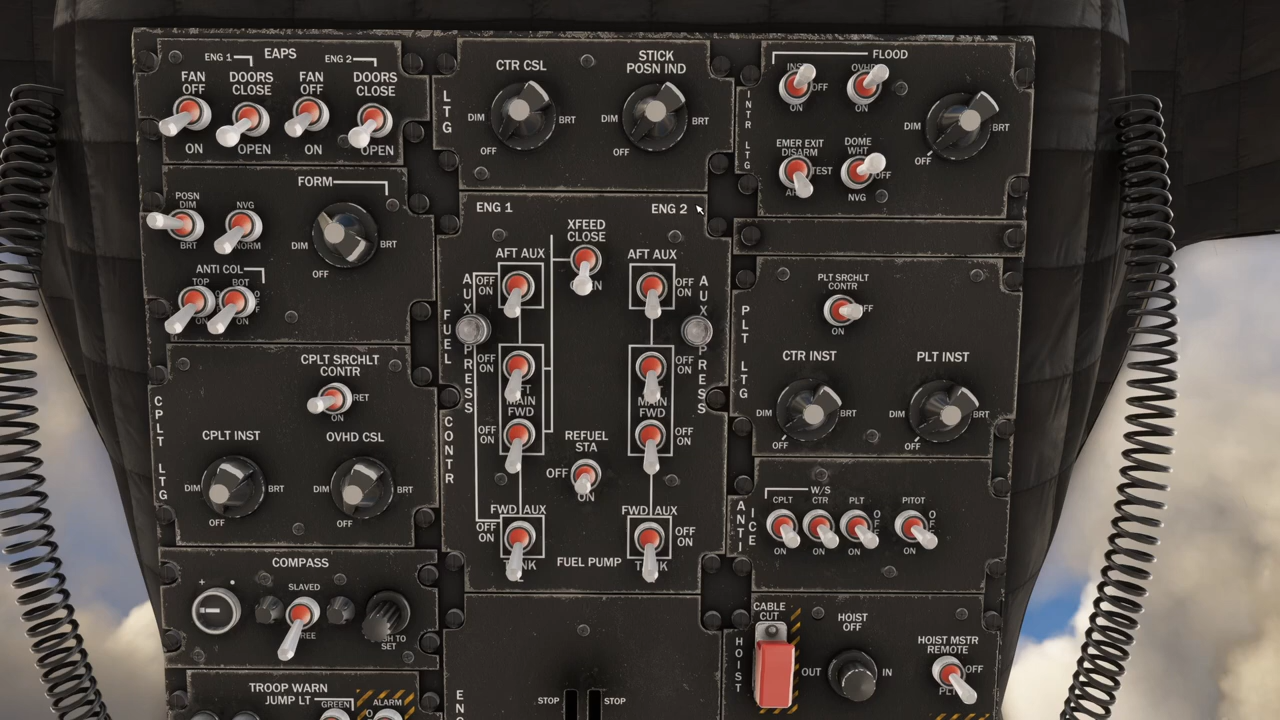 EAPS
ENG 1
ENG 2
FAN OFF
DOORS CLOSE
FAN OFF
DOORS CLOSE
ON
OPEN
ON
OPEN
FORM
POSN
DIM
BRT
NVG
NORM
DIM
BRT
OFF
ANTI COL
TOP
BOT
ON
ON
CPLT LTG
CPLT SRCHLT
CONTR
RET
ON
CPLT INST
OVHD CSL
DIM
BRT
OFF
DIM
BRT
OFF
COMPASS
+
SLAVED
SET
TROOP WARN
JUMP LT
GREEN
ALARM
LTG
CTR CSL
STICK
POSN IND
DIM
BRT
OFF
DIM
BRT
OFF
FUEL CONTR
ENG 1
ENG 2
XFEED
CLOSE
AFT AUX
AFT AUX
OFF
ON
OFF
ON
AUX PRESS
AUX PRESS
OFF
ON
OFF
ON
MAIN
FWD
MAIN
FWD
OFF
ON
OFF
ON
REFUEL
STA
OFF
ON
FWD AUX
FWD AUX
OFF
ON
OFF
ON
FUEL PUMP
STOP
STOP
INTR LTG
FLOOD
INST
OVHD
OFF
ON
ON
DIM
BRT
OFF
EMER EXIT
DISARM
TEST
DOME
WHT
OFF
NVG
PLT LTG
PLT SRCHLT
CONTR
ON
CTR INST
PLT INST
DIM
BRT
OFF
DIM
BRT
OFF
ANTI ICE
W/S
CPLT
CTR
PLT
PITOT
OFF
OFF
ON
ON
ON
ON
HOIST
CABLE
CUT
HOIST
OFF
OUT
IN
HOIST MSTR
REMOTE
OFF